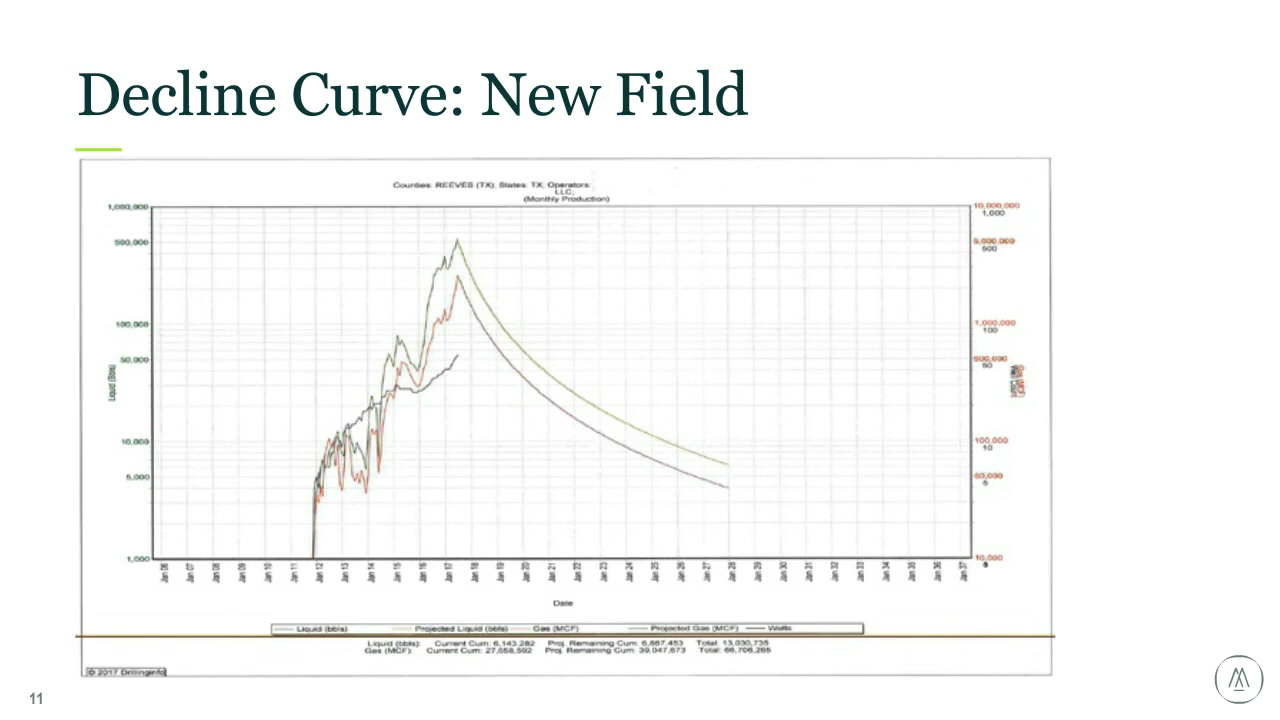 Decline Curve: New Field
Counties: REEVES (TX); States: TX; Operators:
LLC;
(Monthly Production)
1,000,000
500,000
100,000
50,000
10,000
5,000
1,000
Liquid (bbls)
10,000,000
1,000
5,000,000
500
1,000,000
100
500,000
50
100,000
10
50,000
5
10,000
Gas (MCF)
Well Count
Jan 06 Jan 07 Jan 08 Jan 09 Jan 10 Jan 11 Jan 12 Jan 13 Jan 14 Jan 15 Jan 16 Jan 17 Jan 18 Jan 19 Jan 20 Jan 21 Jan 22 Jan 23 Jan 24 Jan 25 Jan 26 Jan 27 Jan 28 Jan 29 Jan 30 Jan 31 Jan 32 Jan 33 Jan 34 Jan 35 Jan 36 Jan 37
Date
Liquid (bbls) Projected Liquid (bbls) Gas (MCF) Projected Gas (MCF) Wells
Liquid (bbls): Current Cum: 6,143,282 Proj. Remaining Cum: 6,887,453 Total: 13,030,735
Gas (MCF): Current Cum: 27,658,592 Proj. Remaining Cum: 39,047,673 Total: 66,706,265
© 2017 Drillinginfo
11